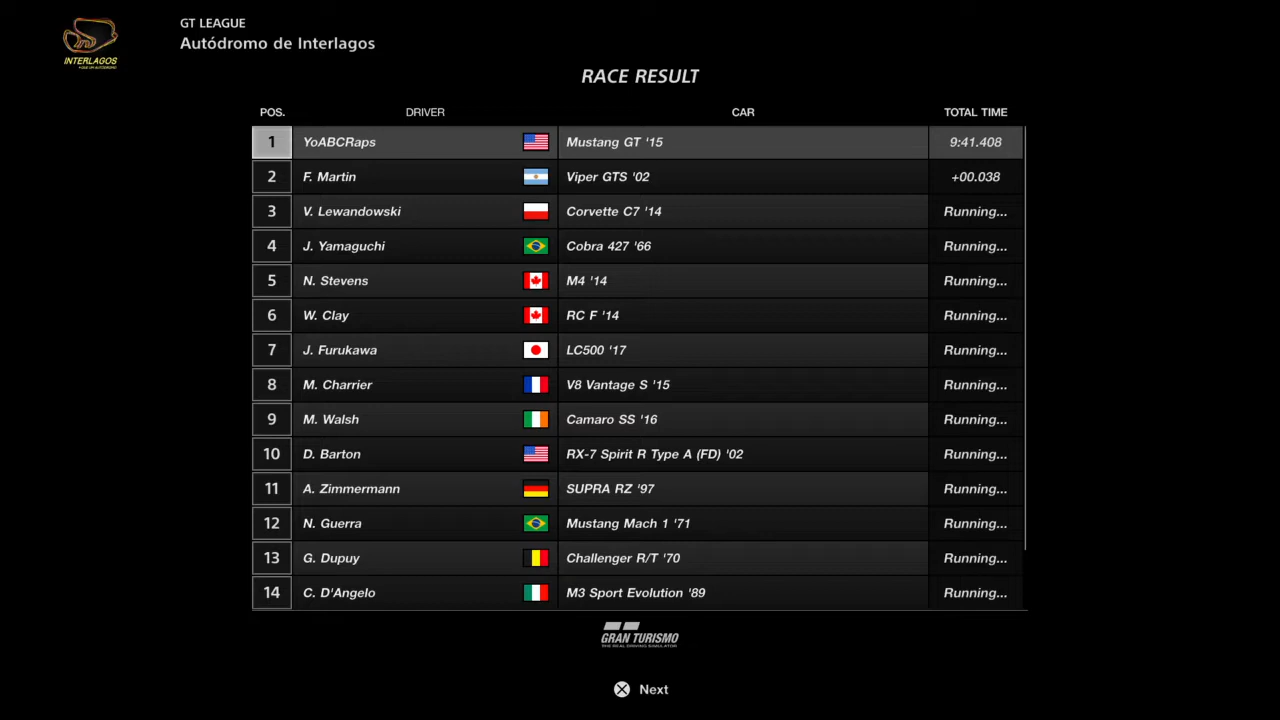 GT LEAGUE
Autódromo de Interlagos
INTERLAGOS
RACE RESULT
POS. DRIVER CAR TOTAL TIME
1 YoABCRaps Mustang GT '15 9:41.408
2 F. Martin Viper GTS '02 +00.038
3 V. Lewandowski Corvette C7 '14 Running...
4 J. Yamaguchi Cobra 427 '66 Running...
5 N. Stevens M4 '14 Running...
6 W. Clay RC F '14 Running...
7 J. Furukawa LC500 '17 Running...
8 M. Charrier V8 Vantage S '15 Running...
9 M. Walsh Camaro SS '16 Running...
10 D. Barton RX-7 Spirit R Type A (FD) '02 Running...
11 A. Zimmermann SUPRA RZ '97 Running...
12 N. Guerra Mustang Mach 1 '71 Running...
13 G. Dupuy Challenger R/T '70 Running...
14 C. D'Angelo M3 Sport Evolution '89 Running...
GRAN TURISMO
THE REAL DRIVING SIMULATOR
Next